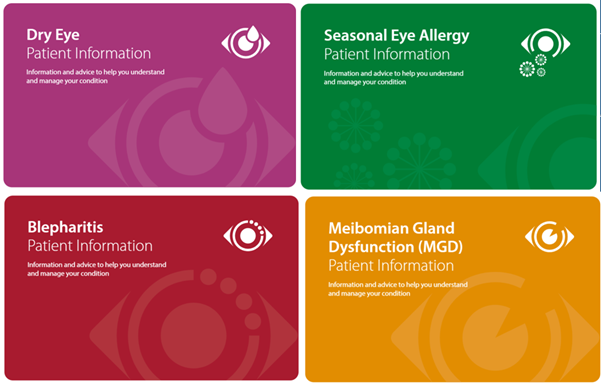 Dry Eye
Patient Information
Information and advice to help you understand
and manage your condition
Seasonal Eye Allergy
Patient Information
Information and advice to help you understand
and manage your condition
Blepharitis
Patient Information
Information and advice to help you understand
and manage your condition
Meibomian Gland
Dysfunction (MGD)
Patient Information
Information and advice to help you understand
and manage your condition